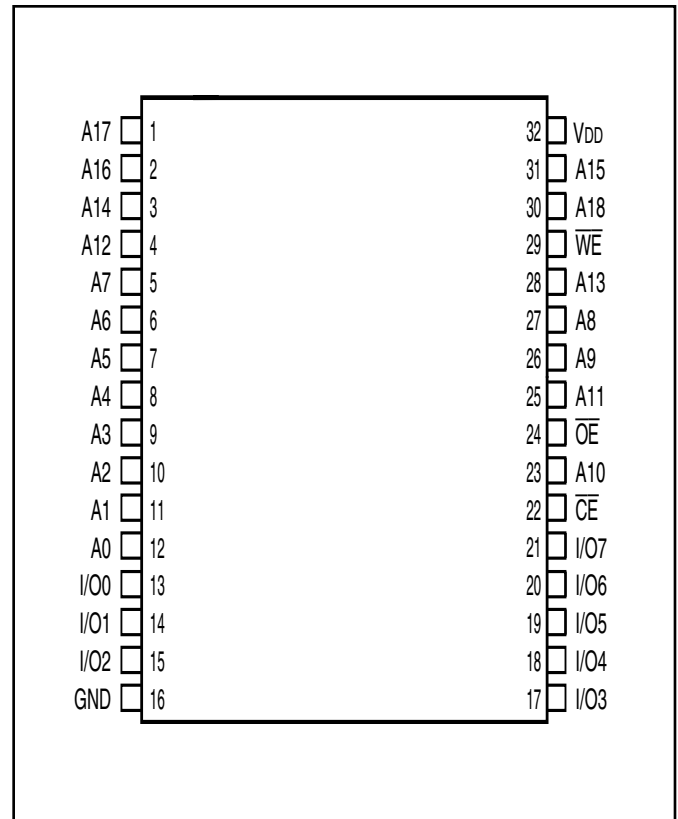 A17 1 32 VDD
A16 2 31 A15
A14 3 30 A18
A12 4 29 W̅E̅
A7 5 28 A13
A6 6 27 A8
A5 7 26 A9
A4 8 25 A11
A3 9 24 O̅E̅
A2 10 23 A10
A1 11 22 C̅E̅
A0 12 21 I/O7
I/O0 13 20 I/O6
I/O1 14 19 I/O5
I/O2 15 18 I/O4
GND 16 17 I/O3